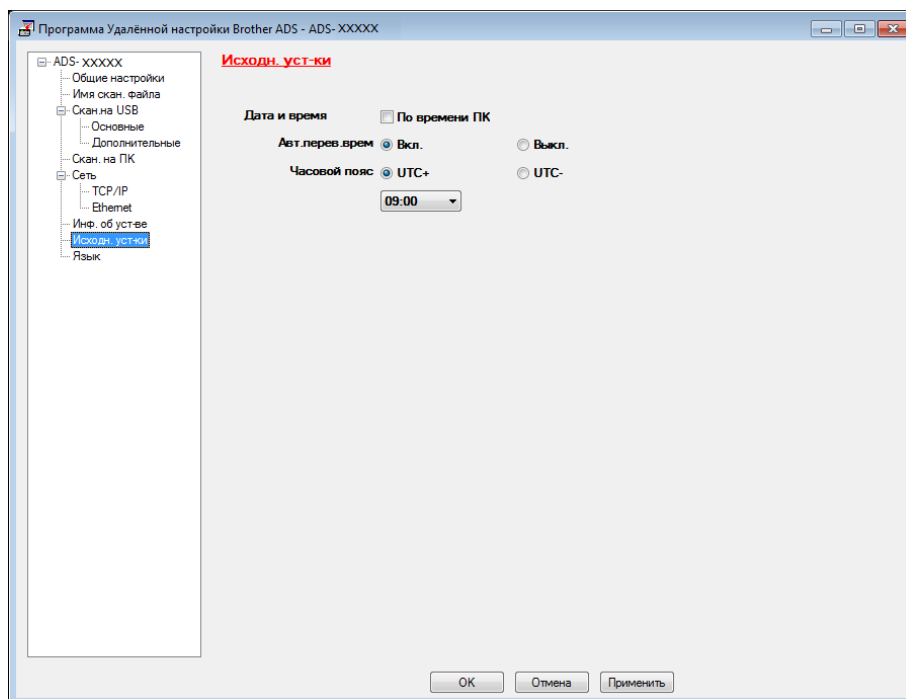 Программа Удалённой настройки Brother ADS - ADS- XXXXX
ADS- XXXXX
Общие настройки
Имя скан. файла
Скан.на USB
Основные
Дополнительные
Скан. на ПК
Сеть
TCP/IP
Ethernet
Инф. об уст-ве
Исходн. уст-ки
Язык
Исходн. уст-ки
Дата и время По времени ПК
Авт.перев.врем Вкл. Выкл.
Часовой пояс UTC+ UTC-
09:00
OK Отмена Применить